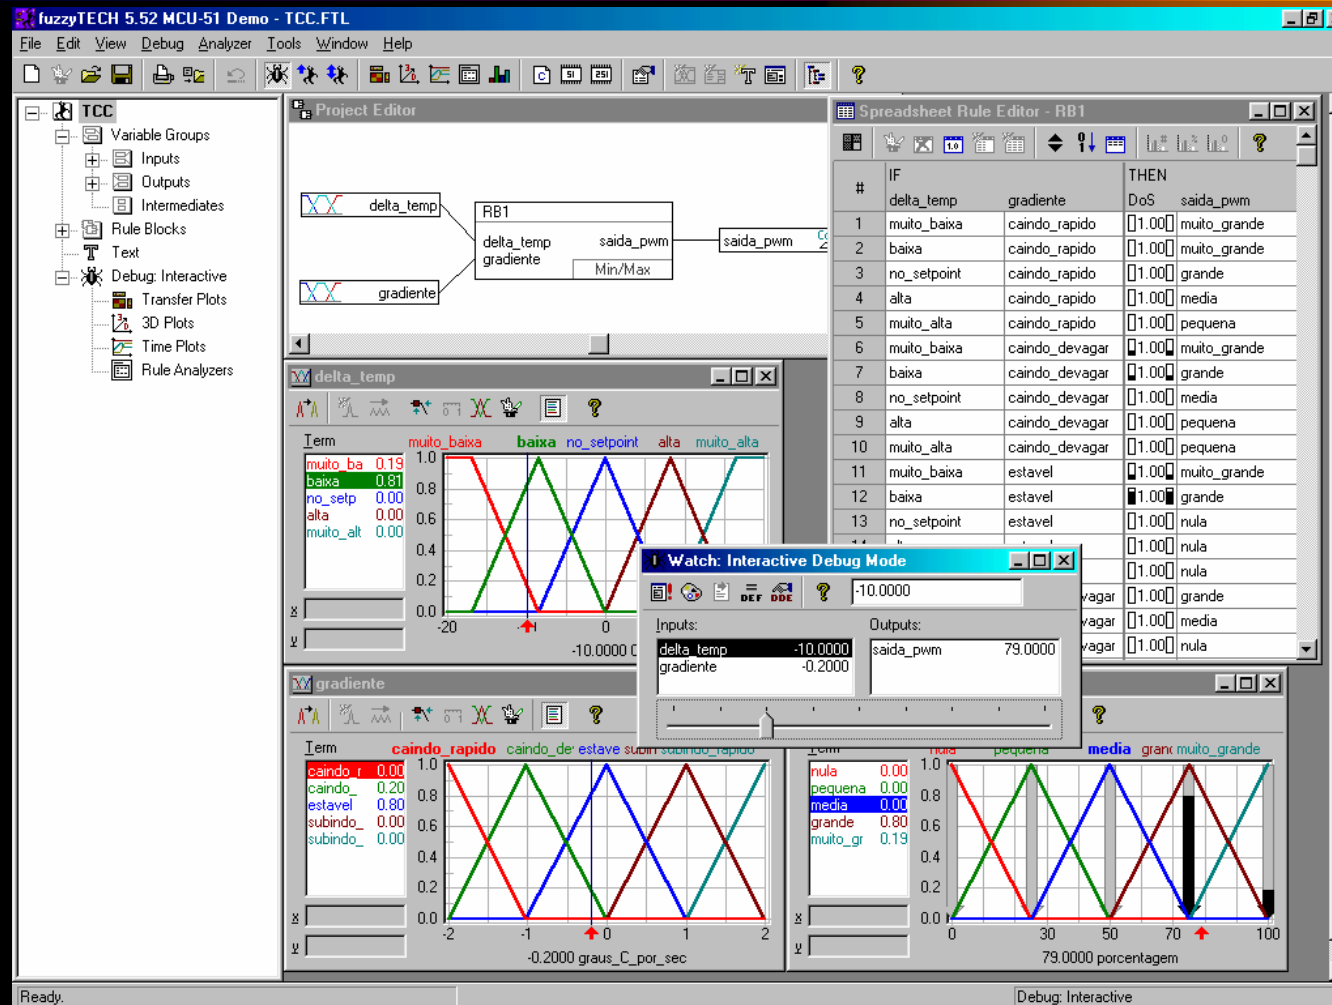 fuzzyTECH 5.52 MCU-51 Demo - TCC.FTL
File Edit View Debug Analyzer Tools Window Help
TCC
Variable Groups
Inputs
Outputs
Intermediates
Rule Blocks
Text
Debug: Interactive
Transfer Plots
3D Plots
Time Plots
Rule Analyzers
Project Editor
delta_temp
gradiente
RB1
delta_temp saida_pwm
gradiente
Min/Max
saida_pwm
Spreadsheet Rule Editor - RB1
# IF THEN
delta_temp gradiente DoS saida_pwm
1 muito_baixa caindo_rapido 1.00 muito_grande
2 baixa caindo_rapido 1.00 muito_grande
3 no_setpoint caindo_rapido 1.00 grande
4 alta caindo_rapido 1.00 media
5 muito_alta caindo_rapido 1.00 pequena
6 muito_baixa caindo_devagar 1.00 muito_grande
7 baixa caindo_devagar 1.00 grande
8 no_setpoint caindo_devagar 1.00 media
9 alta caindo_devagar 1.00 pequena
10 muito_alta caindo_devagar 1.00 pequena
11 muito_baixa estavel 1.00 muito_grande
12 baixa estavel 1.00 grande
13 no_setpoint estavel 1.00 nula
1.00 nula
1.00 nula
vagar 1.00 grande
vagar 1.00 media
vagar 1.00 nula
delta_temp
Term muito_baixa baixa no_setpoint alta muito_alta
muito_ba 0.19
baixa 0.81
no_setp 0.00
alta 0.00
muito_alt 0.00
x
y
1.0
0.8
0.6
0.4
0.2
0.0
-20 0
-10.0000
Watch: Interactive Debug Mode
DEF DDE -10.0000
Inputs: Outputs:
delta_temp -10.0000 saida_pwm 79.0000
gradiente -0.2000
gradiente
Term caindo_rapido caindo_de estave subin subindo_rapido
caindo_r 0.00
caindo_ 0.20
estavel 0.80
subindo_ 0.00
subindo_ 0.00
x
y
1.0
0.8
0.6
0.4
0.2
0.0
-2 -1 0 1 2
-0.2000 graus_C_por_sec
Term nula pequena media gran muito_grande
nula 0.00
pequena 0.00
media 0.00
grande 0.80
muito_gr 0.19
x
y
1.0
0.8
0.6
0.4
0.2
0.0
0 30 50 70 100
79.0000 porcentagem
Ready. Debug: Interactive